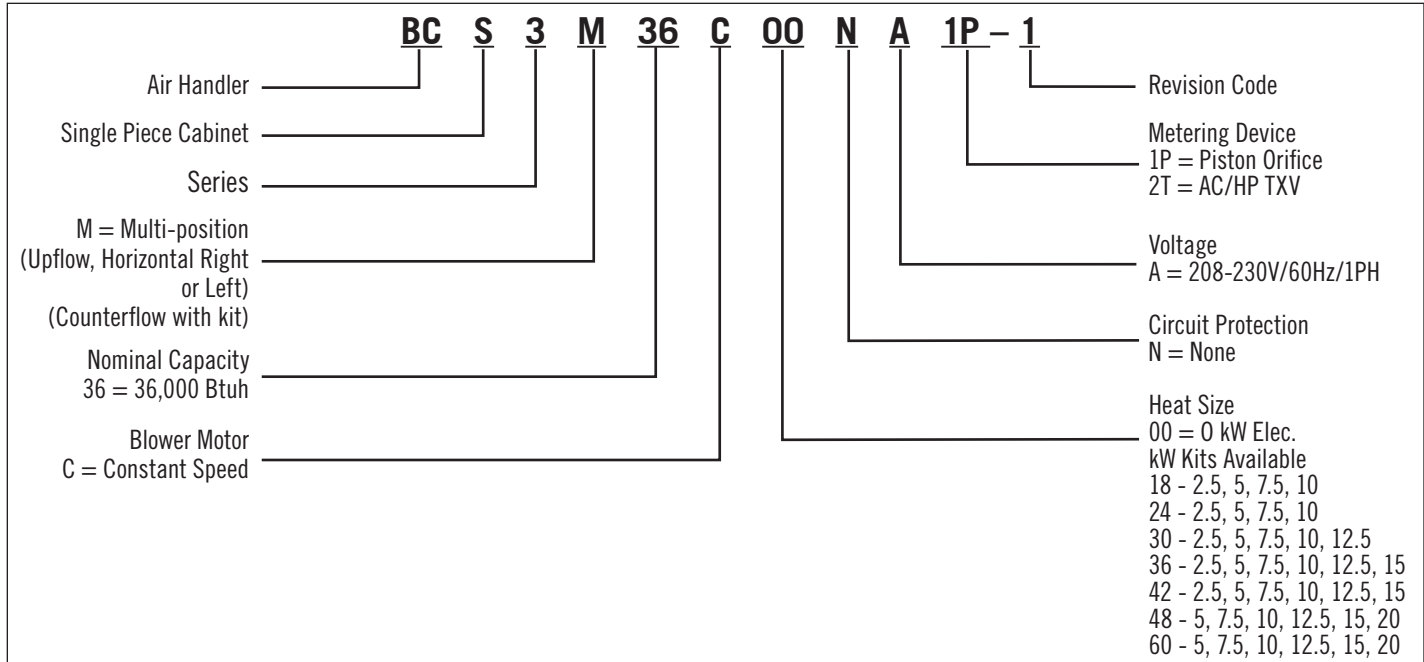 BC S 3 M 36 C 00 N A 1P – 1
Air Handler
Single Piece Cabinet
Series
M = Multi-position
(Upflow, Horizontal Right
or Left)
(Counterflow with kit)
Nominal Capacity
36 = 36,000 Btuh
Blower Motor
C = Constant Speed
Revision Code
Metering Device
1P = Piston Orifice
2T = AC/HP TXV
Voltage
A = 208-230V/60Hz/1PH
Circuit Protection
N = None
Heat Size
00 = 0 kW Elec.
kW Kits Available
18 - 2.5, 5, 7.5, 10
24 - 2.5, 5, 7.5, 10
30 - 2.5, 5, 7.5, 10, 12.5
36 - 2.5, 5, 7.5, 10, 12.5, 15
42 - 2.5, 5, 7.5, 10, 12.5, 15
48 - 5, 7.5, 10, 12.5, 15, 20
60 - 5, 7.5, 10, 12.5, 15, 20